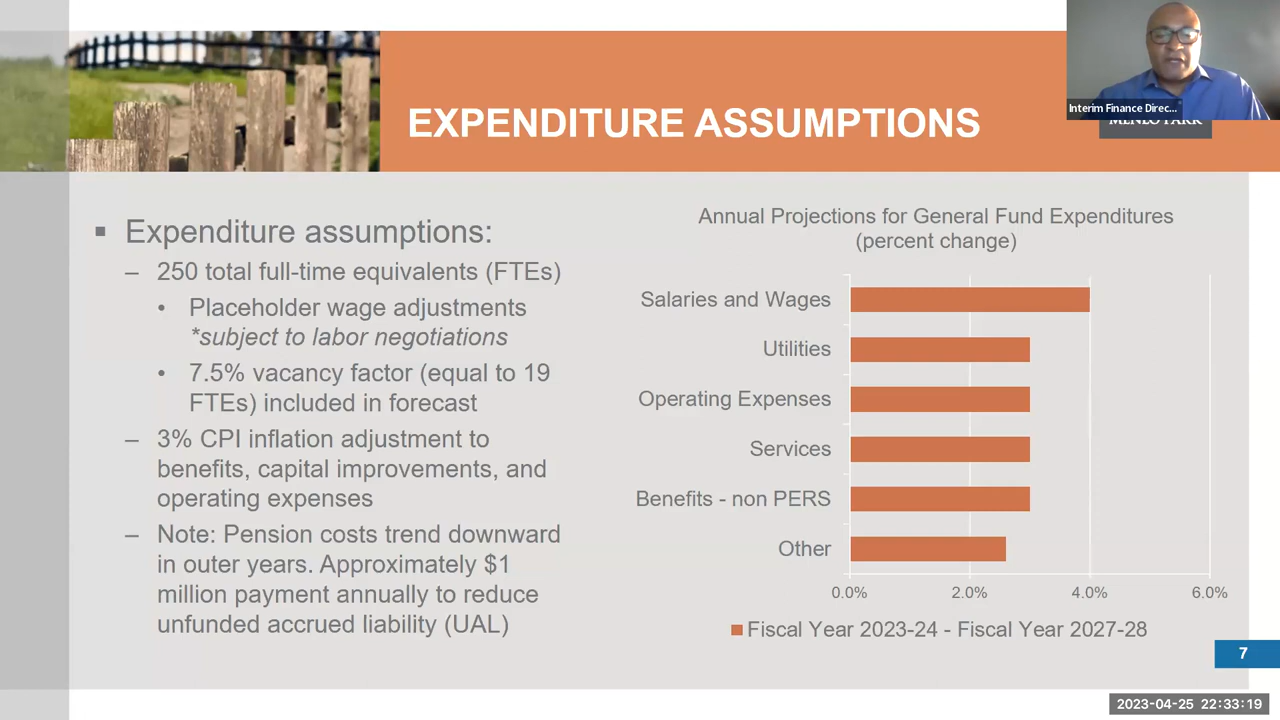 Interim Finance Direc...
EXPENDITURE ASSUMPTIONS
MENLO PARK
▪ Expenditure assumptions:
– 250 total full-time equivalents (FTEs)
• Placeholder wage adjustments
*subject to labor negotiations
• 7.5% vacancy factor (equal to 19
FTEs) included in forecast
– 3% CPI inflation adjustment to
benefits, capital improvements, and
operating expenses
– Note: Pension costs trend downward
in outer years. Approximately $1
million payment annually to reduce
unfunded accrued liability (UAL)
Annual Projections for General Fund Expenditures
(percent change)
Salaries and Wages
Utilities
Operating Expenses
Services
Benefits - non PERS
Other
0.0% 2.0% 4.0% 6.0%
Fiscal Year 2023-24 - Fiscal Year 2027-28
7
2023-04-25 22:33:19